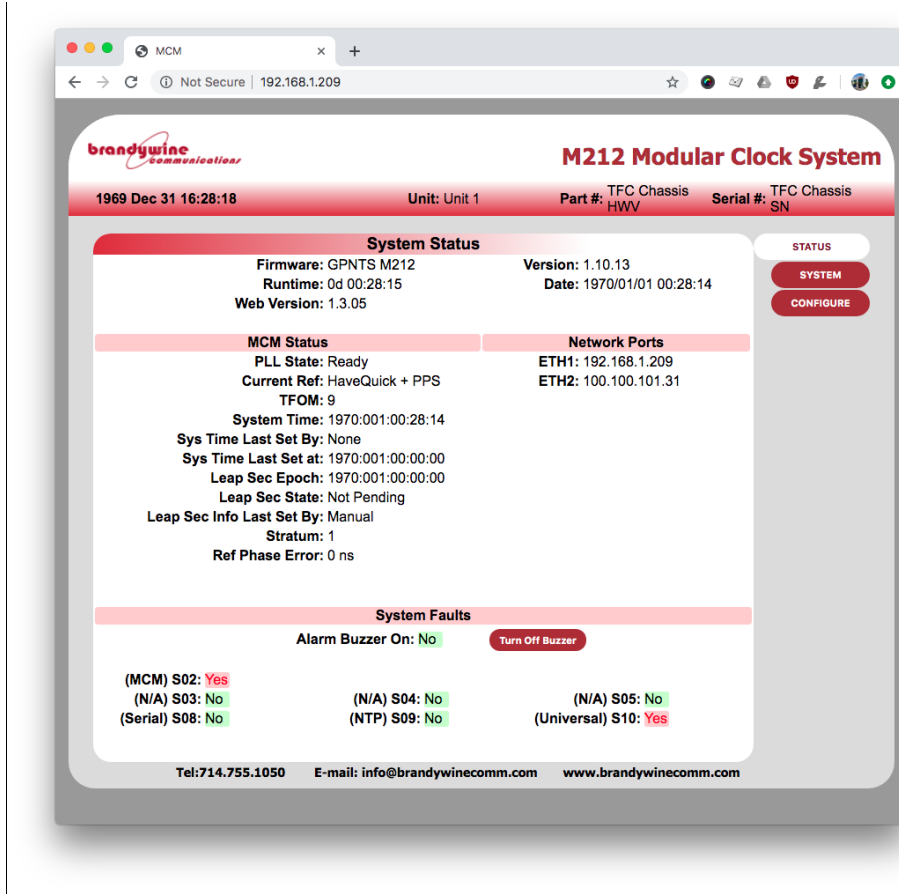 MCM
Not Secure | 192.168.1.209
brandywine
communications
M212 Modular Clock System
1969 Dec 31 16:28:18 Unit: Unit 1 Part #: TFC Chassis HWV Serial #: TFC Chassis SN
System Status
STATUS
SYSTEM
CONFIGURE
Firmware: GPNTS M212 Version: 1.10.13
Runtime: 0d 00:28:15 Date: 1970/01/01 00:28:14
Web Version: 1.3.05
MCM Status
PLL State: Ready
Current Ref: HaveQuick + PPS
TFOM: 9
System Time: 1970:001:00:28:14
Sys Time Last Set By: None
Sys Time Last Set at: 1970:001:00:00:00
Leap Sec Epoch: 1970:001:00:00:00
Leap Sec State: Not Pending
Leap Sec Info Last Set By: Manual
Stratum: 1
Ref Phase Error: 0 ns
Network Ports
ETH1: 192.168.1.209
ETH2: 100.100.101.31
System Faults
Alarm Buzzer On: No Turn Off Buzzer
(MCM) S02: Yes
(N/A) S03: No (N/A) S04: No (N/A) S05: No
(Serial) S08: No (NTP) S09: No (Universal) S10: Yes
Tel:714.755.1050 E-mail: info@brandywinecomm.com www.brandywinecomm.com